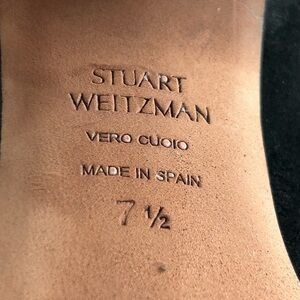 STUART
WEITZMAN
VERO CUOIO
MADE IN SPAIN
7 ½